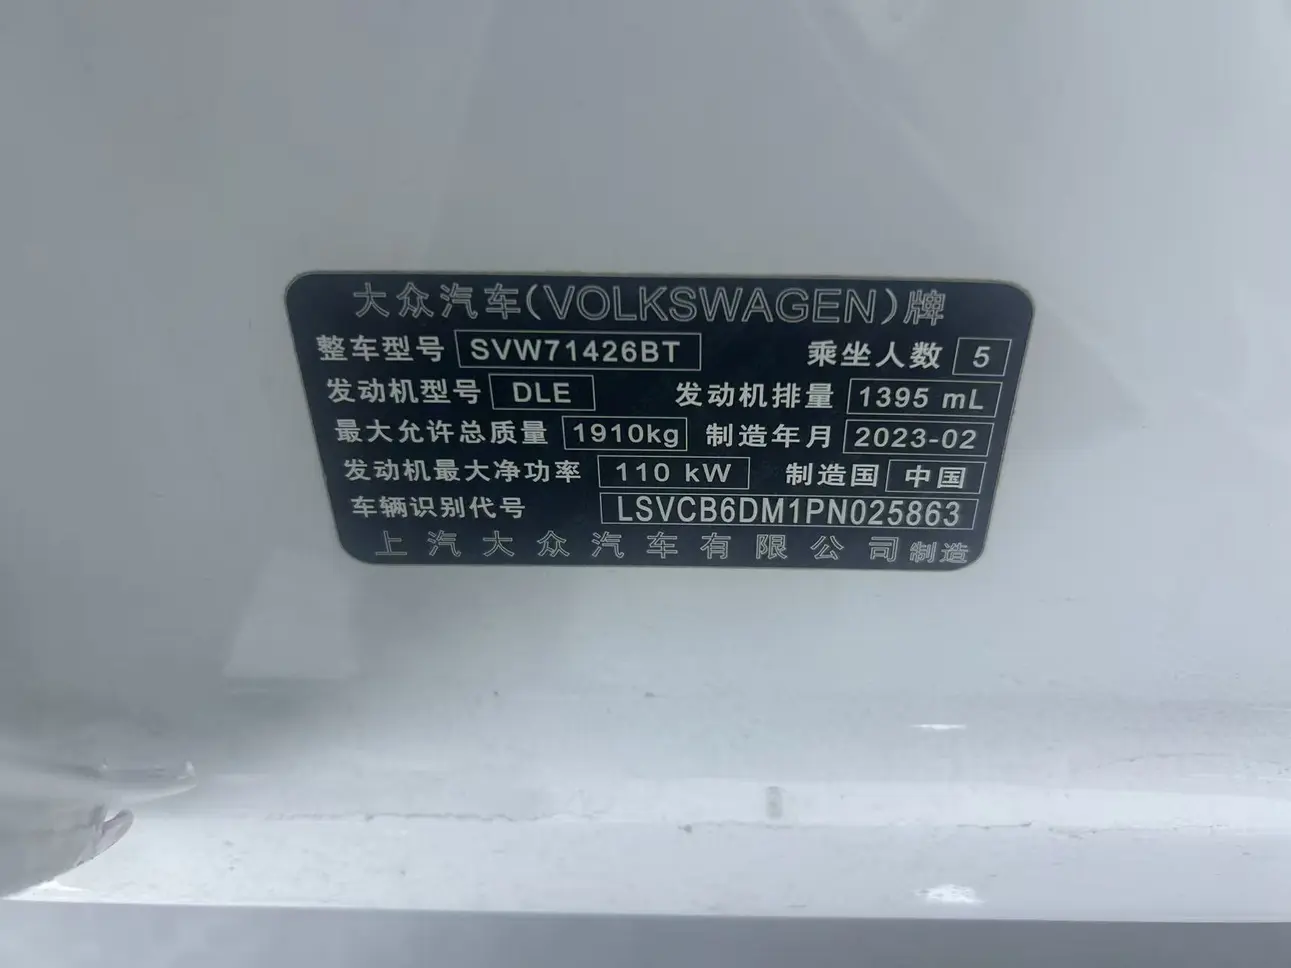 大众汽车(VOLKSWAGEN)牌
整车型号 SVW71426BT 乘坐人数 5
发动机型号 DLE 发动机排量 1395 mL
最大允许总质量 1910kg 制造年月 2023-02
发动机最大净功率 110 kW 制造国 中国
车辆识别代号 LSVCB6DM1PN025863
上汽大众汽车有限公司制造